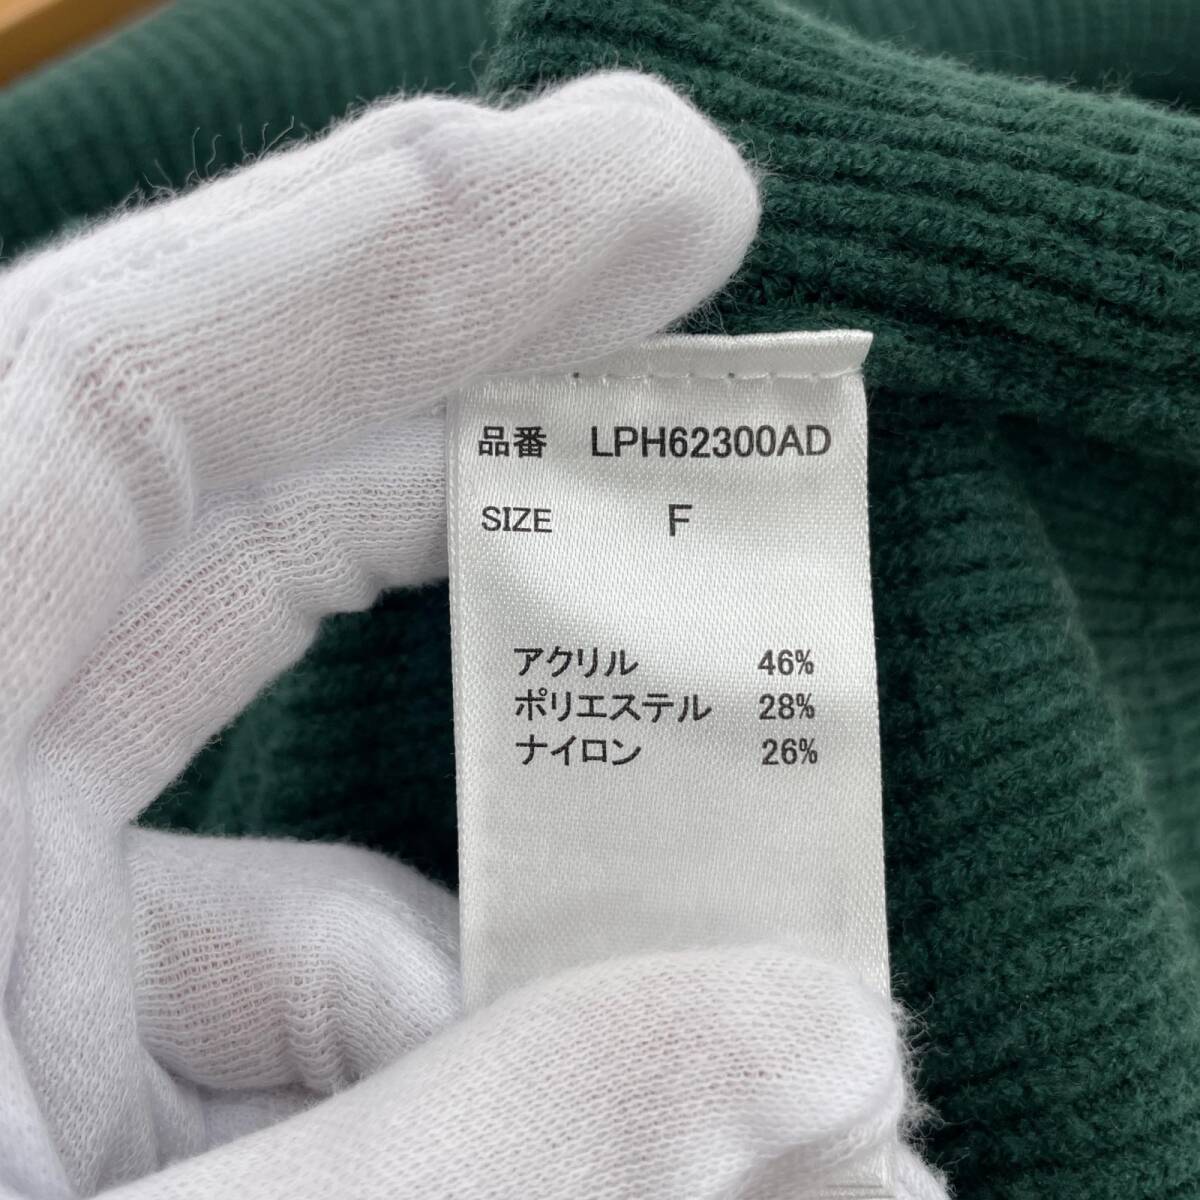 品番 LPH62300AD
SIZE F
アクリル 46%
ポリエステル 28%
ナイロン 26%